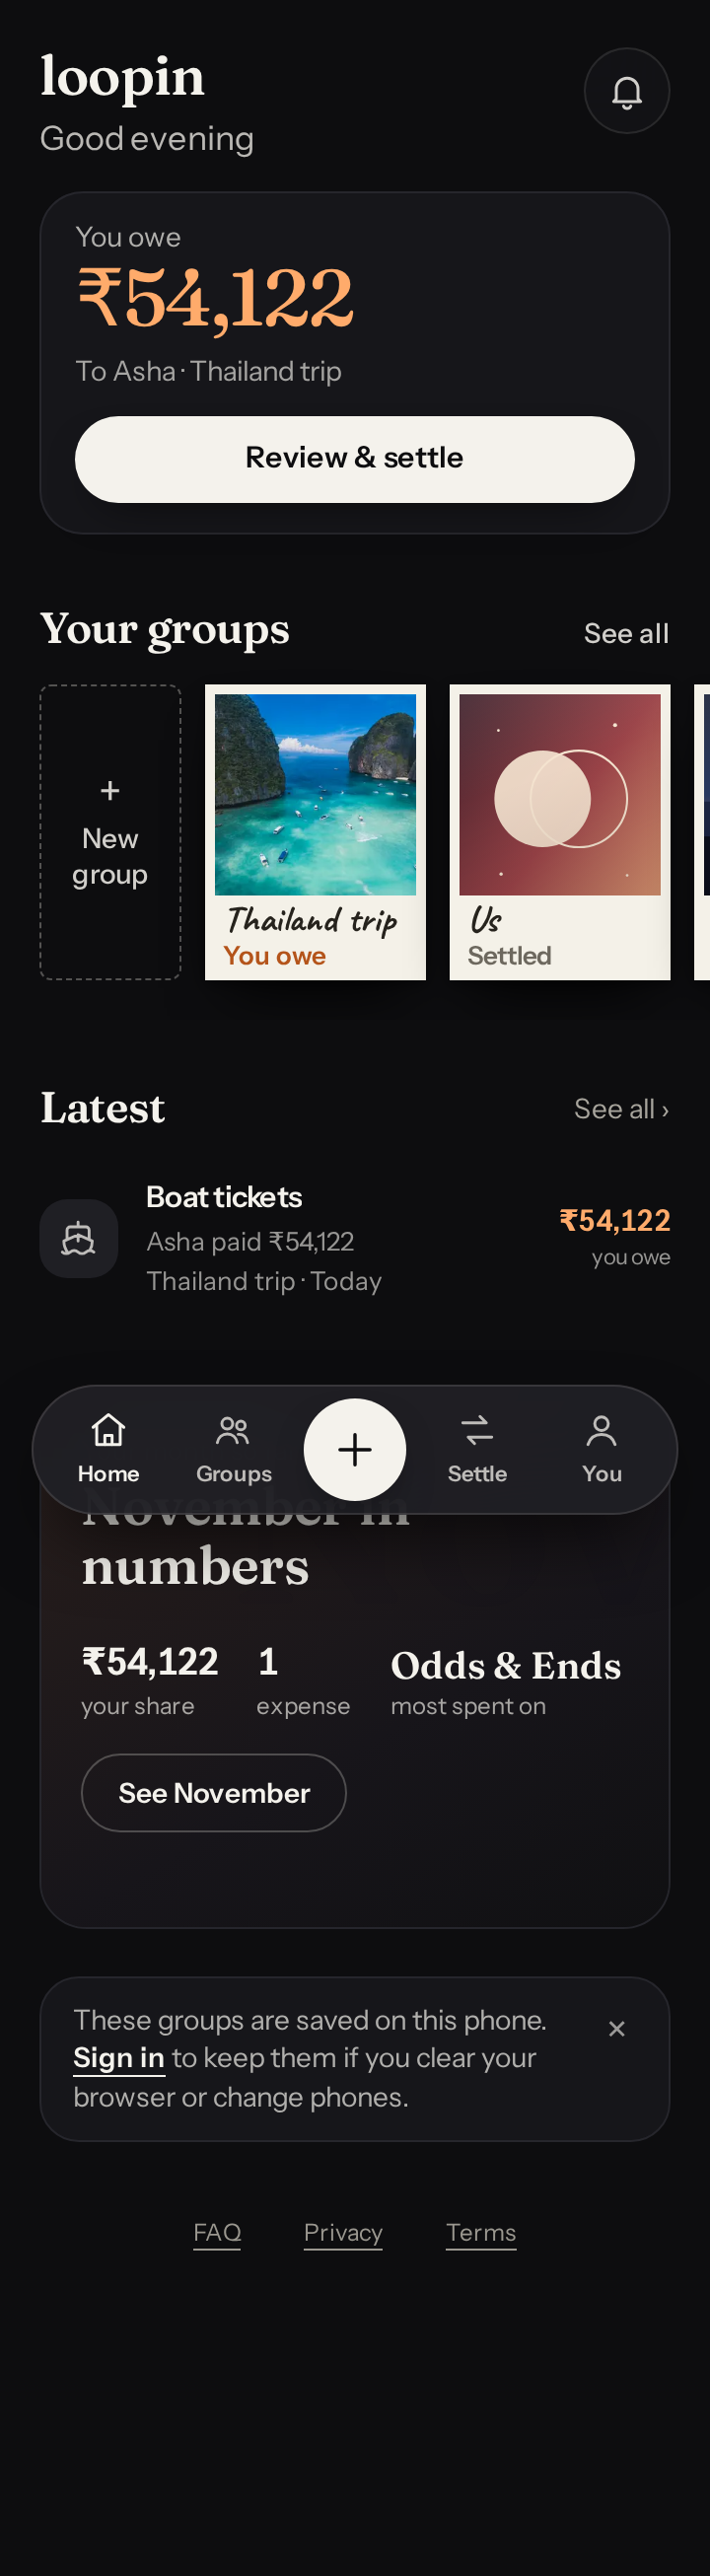 loopin
Good evening
You owe
₹54,122
To Asha · Thailand trip
Review & settle
Your groups
See all
+
New
group
Thailand trip
You owe
Us
Settled
Latest
See all ›
Boat tickets
Asha paid ₹54,122
Thailand trip · Today
₹54,122
you owe
Home
Groups
Settle
You
November in
numbers
₹54,122
your share
1
expense
Odds & Ends
most spent on
See November
These groups are saved on this phone.
Sign in to keep them if you clear your
browser or change phones.
×
FAQ
Privacy
Terms